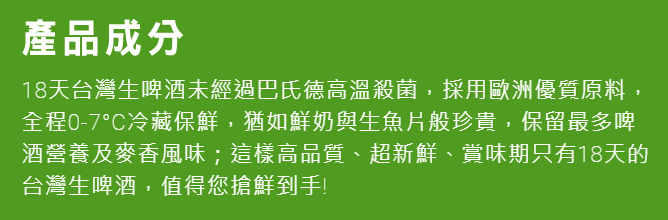 產品成分
18天台灣生啤酒未經過巴氏德高溫殺菌，採用歐洲優質原料，
全程0-7°C冷藏保鮮，猶如鮮奶與生魚片般珍貴，保留最多啤
酒營養及麥香風味；這樣高品質、超新鮮、賞味期只有18天的
台灣生啤酒，值得您搶鮮到手!